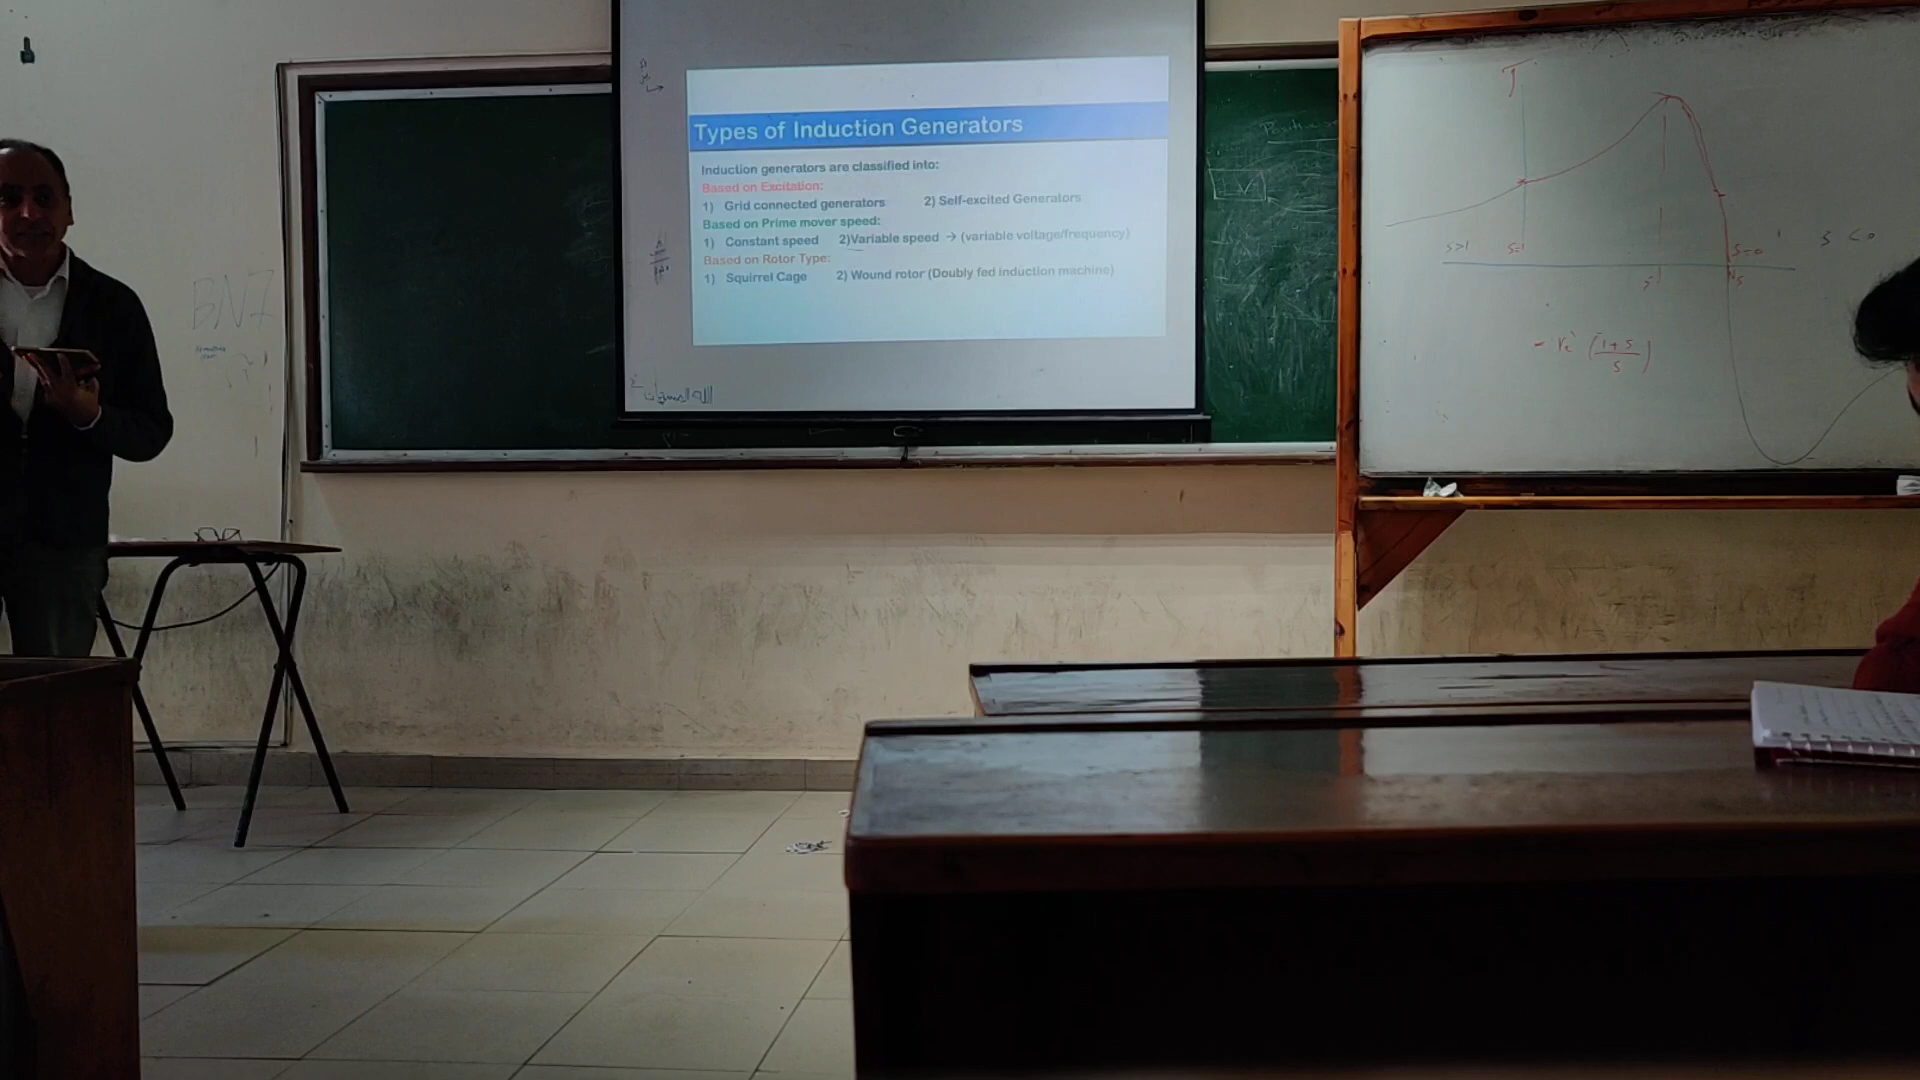 Types of Induction Generators
Induction generators are classified into:
Based on Excitation:
1) Grid connected generators 2) Self-excited Generators
Based on Prime mover speed:
1) Constant speed 2)Variable speed → (variable voltage/frequency)
Based on Rotor Type:
1) Squirrel Cage 2) Wound rotor (Doubly fed induction machine)
BN7
T
S>1 S=1 S=0 S<0
Ns
(1+S/S)